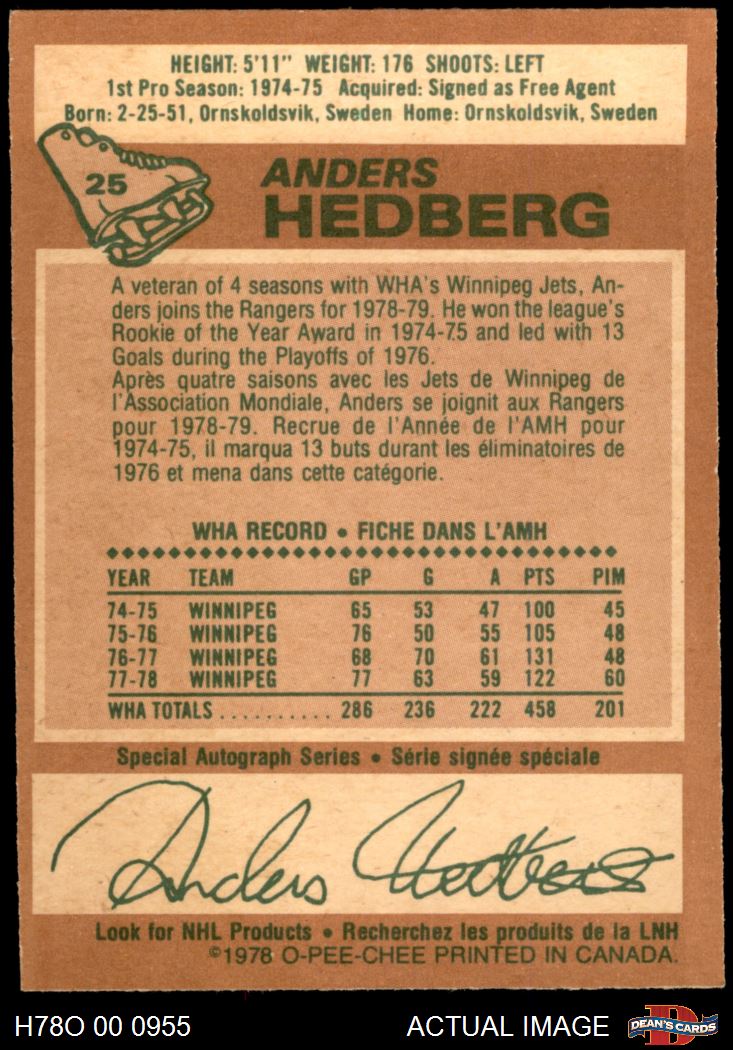 HEIGHT: 5'11" WEIGHT: 176 SHOOTS: LEFT
1st Pro Season: 1974-75 Acquired: Signed as Free Agent
Born: 2-25-51, Ornskoldsvik, Sweden Home: Ornskoldsvik, Sweden
25
ANDERS
HEDBERG
A veteran of 4 seasons with WHA's Winnipeg Jets, An-
ders joins the Rangers for 1978-79. He won the league's
Rookie of the Year Award in 1974-75 and led with 13
Goals during the Playoffs of 1976.
Après quatre saisons avec les Jets de Winnipeg de
l'Association Mondiale, Anders se joignit aux Rangers
pour 1978-79. Recrue de l'Année de l'AMH pour
1974-75, il marqua 13 buts durant les éliminatoires de
1976 et mena dans cette catégorie.
WHA RECORD • FICHE DANS L'AMH
YEAR TEAM GP G A PTS PIM
74-75 WINNIPEG 65 53 47 100 45
75-76 WINNIPEG 76 50 55 105 48
76-77 WINNIPEG 68 70 61 131 48
77-78 WINNIPEG 77 63 59 122 60
WHA TOTALS .......... 286 236 222 458 201
Special Autograph Series • Série signée spéciale
Anders Hedberg
Look for NHL Products • Recherchez les produits de la LNH
©1978 O-PEE-CHEE PRINTED IN CANADA.
H78O 00 0955 ACTUAL IMAGE DEAN'S CARDS